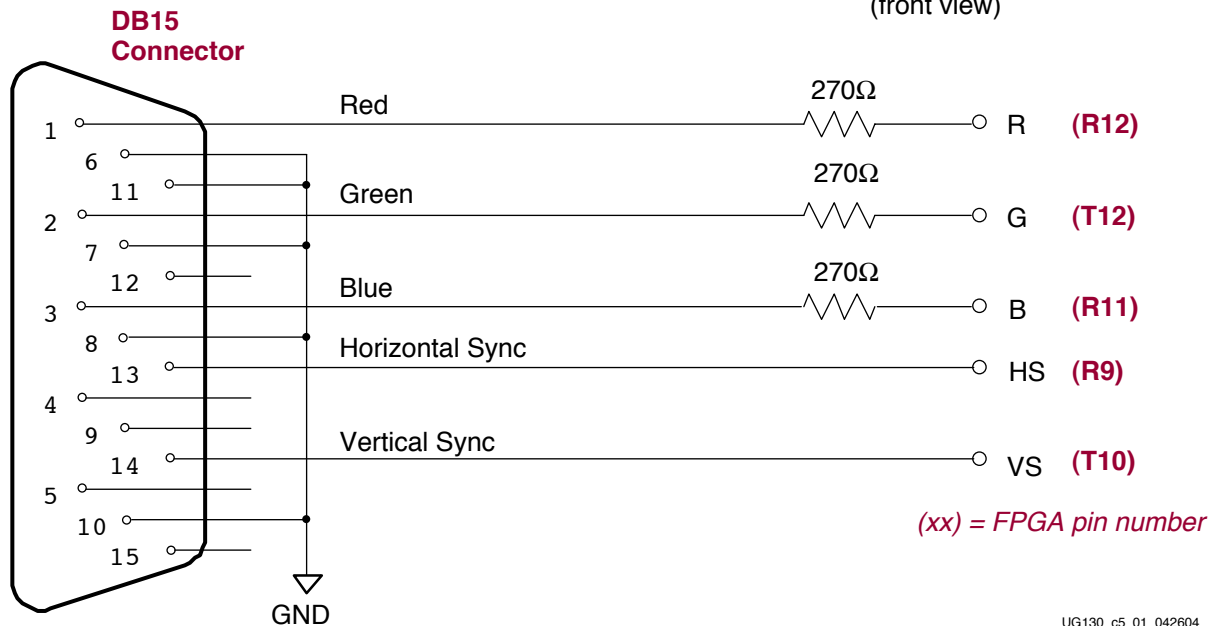 (front view)
DB15
Connector
1
Red
270Ω
R
(R12)
6
11
2
Green
270Ω
G
(T12)
7
12
3
Blue
270Ω
B
(R11)
8
13
Horizontal Sync
HS
(R9)
4
9
14
Vertical Sync
VS
(T10)
5
10
15
(xx) = FPGA pin number
GND
UG130_c5_01_042604